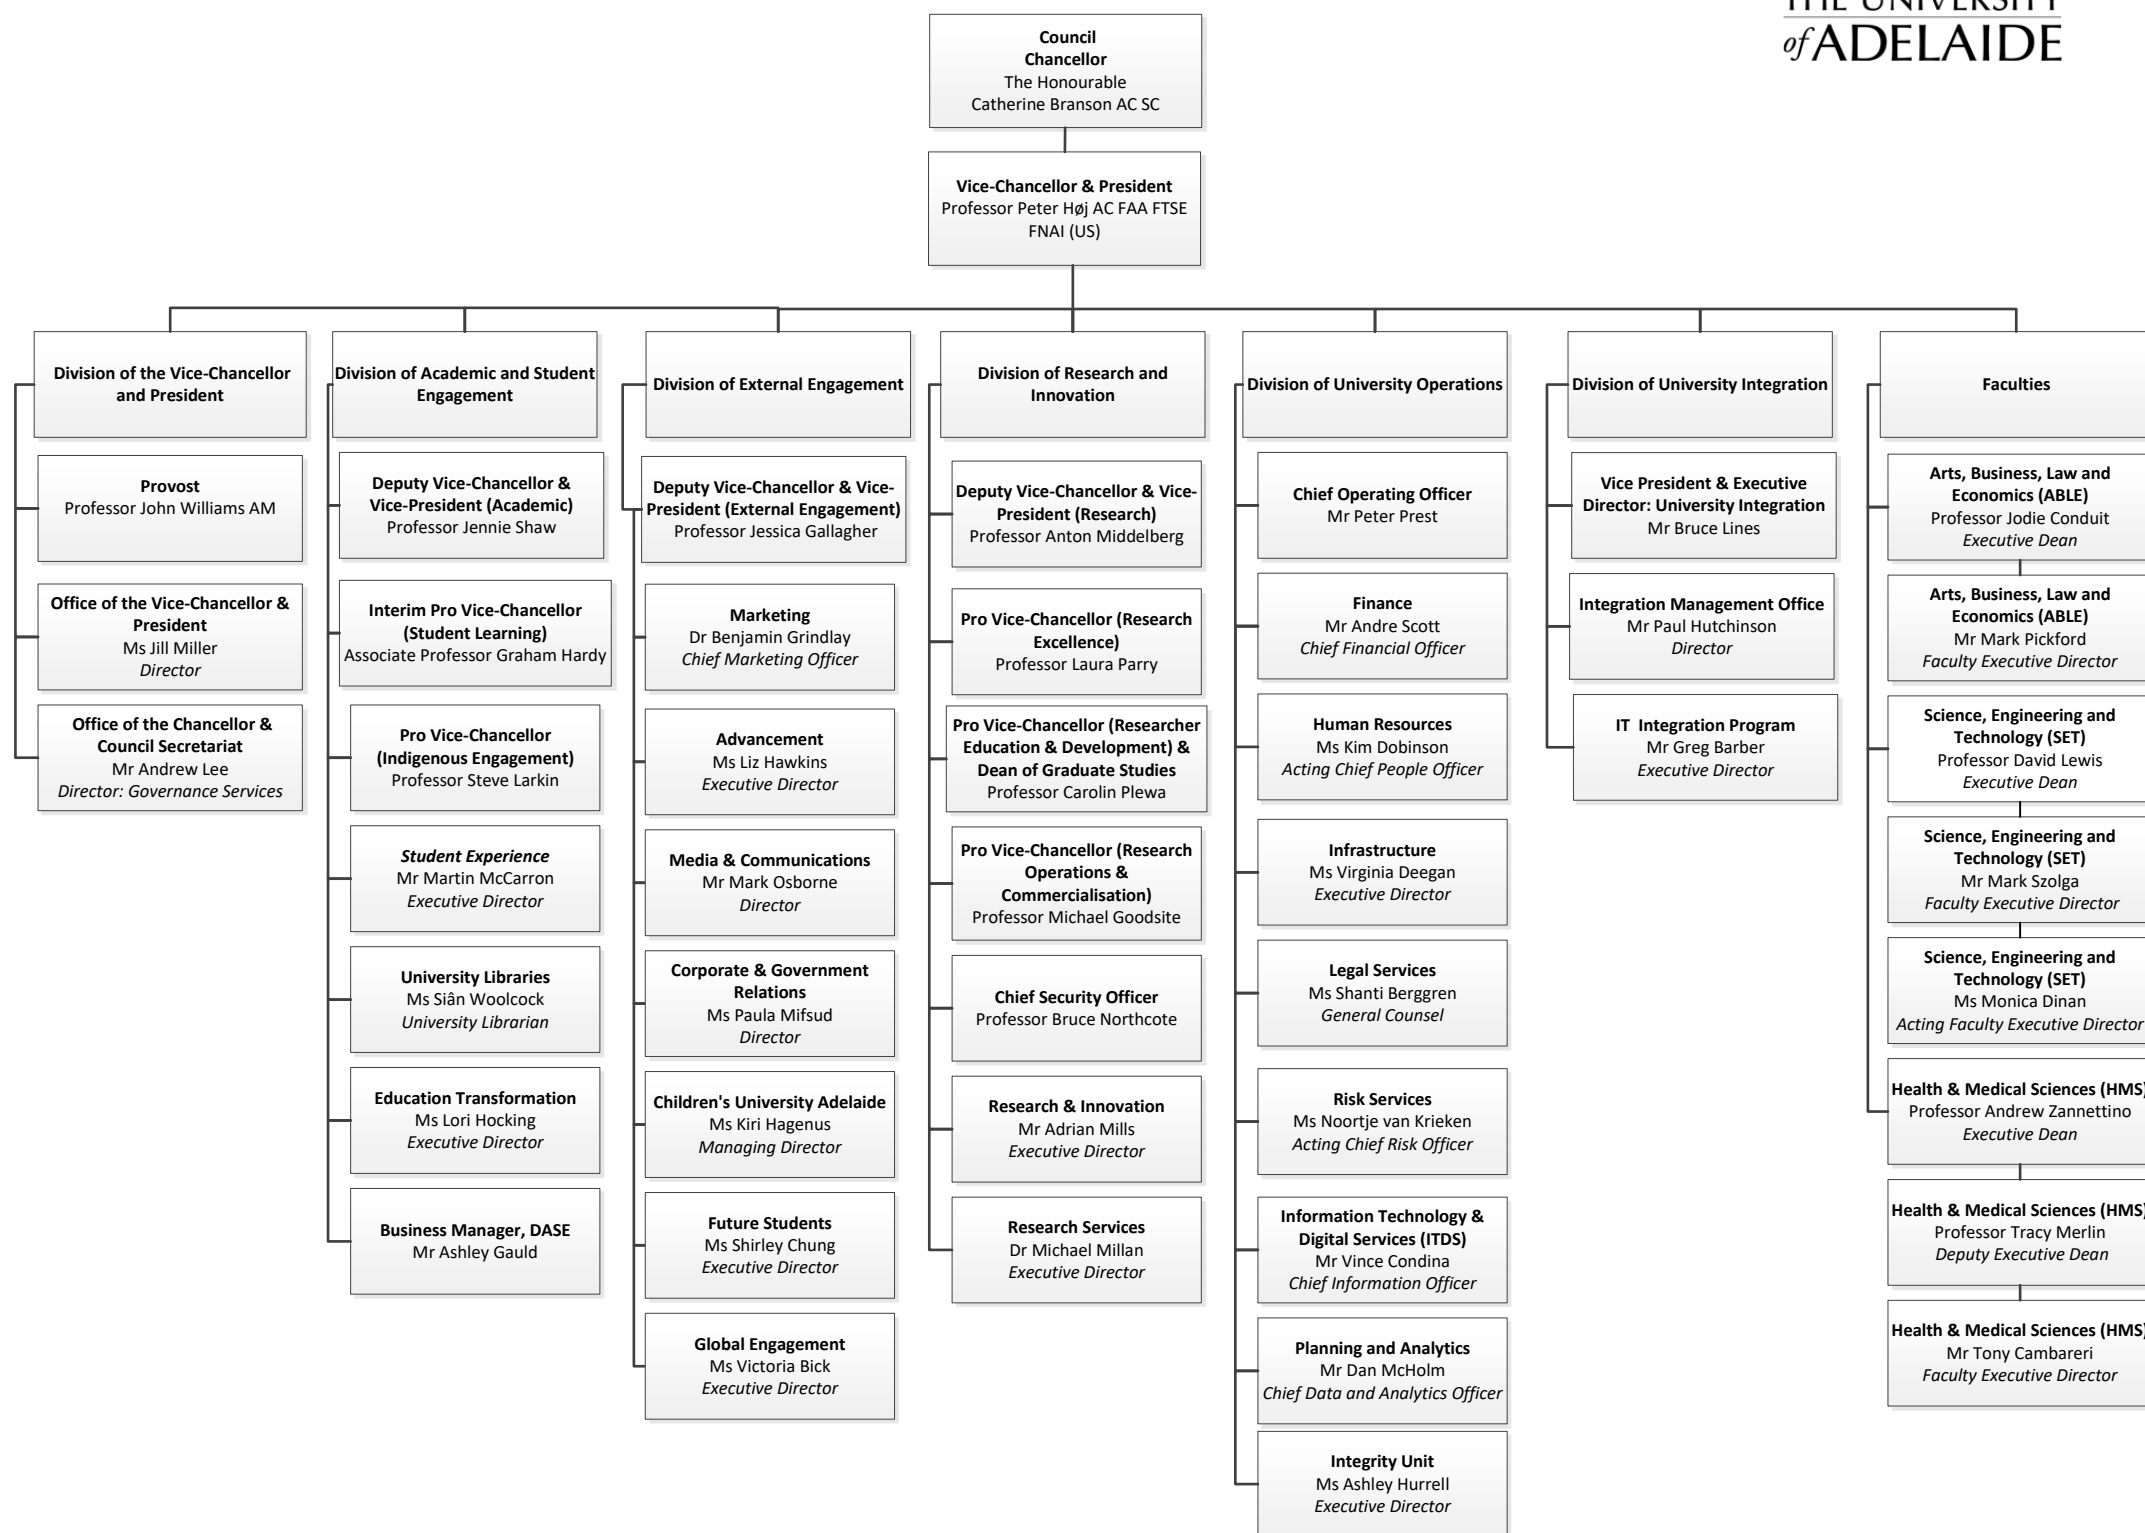 THE UNIVERSITY
of ADELAIDE
Council
Chancellor
The Honourable
Catherine Branson AC SC
Vice-Chancellor & President
Professor Peter Høj AC FAA FTSE
FNAI (US)
Division of the Vice-Chancellor
and President
Provost
Professor John Williams AM
Office of the Vice-Chancellor &
President
Ms Jill Miller
Director
Office of the Chancellor &
Council Secretariat
Mr Andrew Lee
Director: Governance Services
Division of Academic and Student
Engagement
Deputy Vice-Chancellor &
Vice-President (Academic)
Professor Jennie Shaw
Interim Pro Vice-Chancellor
(Student Learning)
Associate Professor Graham Hardy
Pro Vice-Chancellor
(Indigenous Engagement)
Professor Steve Larkin
Student Experience
Mr Martin McCarron
Executive Director
University Libraries
Ms Siân Woolcock
University Librarian
Education Transformation
Ms Lori Hocking
Executive Director
Business Manager, DASE
Mr Ashley Gauld
Division of External Engagement
Deputy Vice-Chancellor & Vice-
President (External Engagement)
Professor Jessica Gallagher
Marketing
Dr Benjamin Grindlay
Chief Marketing Officer
Advancement
Ms Liz Hawkins
Executive Director
Media & Communications
Mr Mark Osborne
Director
Corporate & Government
Relations
Ms Paula Mifsud
Director
Children's University Adelaide
Ms Kiri Hagenus
Managing Director
Future Students
Ms Shirley Chung
Executive Director
Global Engagement
Ms Victoria Bick
Executive Director
Division of Research and
Innovation
Deputy Vice-Chancellor & Vice-
President (Research)
Professor Anton Middelberg
Pro Vice-Chancellor (Research
Excellence)
Professor Laura Parry
Pro Vice-Chancellor (Researcher
Education & Development) &
Dean of Graduate Studies
Professor Carolin Plewa
Pro Vice-Chancellor (Research
Operations &
Commercialisation)
Professor Michael Goodsite
Chief Security Officer
Professor Bruce Northcote
Research & Innovation
Mr Adrian Mills
Executive Director
Research Services
Dr Michael Millan
Executive Director
Division of University Operations
Chief Operating Officer
Mr Peter Prest
Finance
Mr Andre Scott
Chief Financial Officer
Human Resources
Ms Kim Dobinson
Acting Chief People Officer
Infrastructure
Ms Virginia Deegan
Executive Director
Legal Services
Ms Shanti Berggren
General Counsel
Risk Services
Ms Noortje van Krieken
Acting Chief Risk Officer
Information Technology &
Digital Services (ITDS)
Mr Vince Condina
Chief Information Officer
Planning and Analytics
Mr Dan McHolm
Chief Data and Analytics Officer
Integrity Unit
Ms Ashley Hurrell
Executive Director
Division of University Integration
Vice President & Executive
Director: University Integration
Mr Bruce Lines
Integration Management Office
Mr Paul Hutchinson
Director
IT Integration Program
Mr Greg Barber
Executive Director
Faculties
Arts, Business, Law and
Economics (ABLE)
Professor Jodie Conduit
Executive Dean
Arts, Business, Law and
Economics (ABLE)
Mr Mark Pickford
Faculty Executive Director
Science, Engineering and
Technology (SET)
Professor David Lewis
Executive Dean
Science, Engineering and
Technology (SET)
Mr Mark Szolga
Faculty Executive Director
Science, Engineering and
Technology (SET)
Ms Monica Dinan
Acting Faculty Executive Director
Health & Medical Sciences (HMS)
Professor Andrew Zannettino
Executive Dean
Health & Medical Sciences (HMS)
Professor Tracy Merlin
Deputy Executive Dean
Health & Medical Sciences (HMS)
Mr Tony Cambareri
Faculty Executive Director